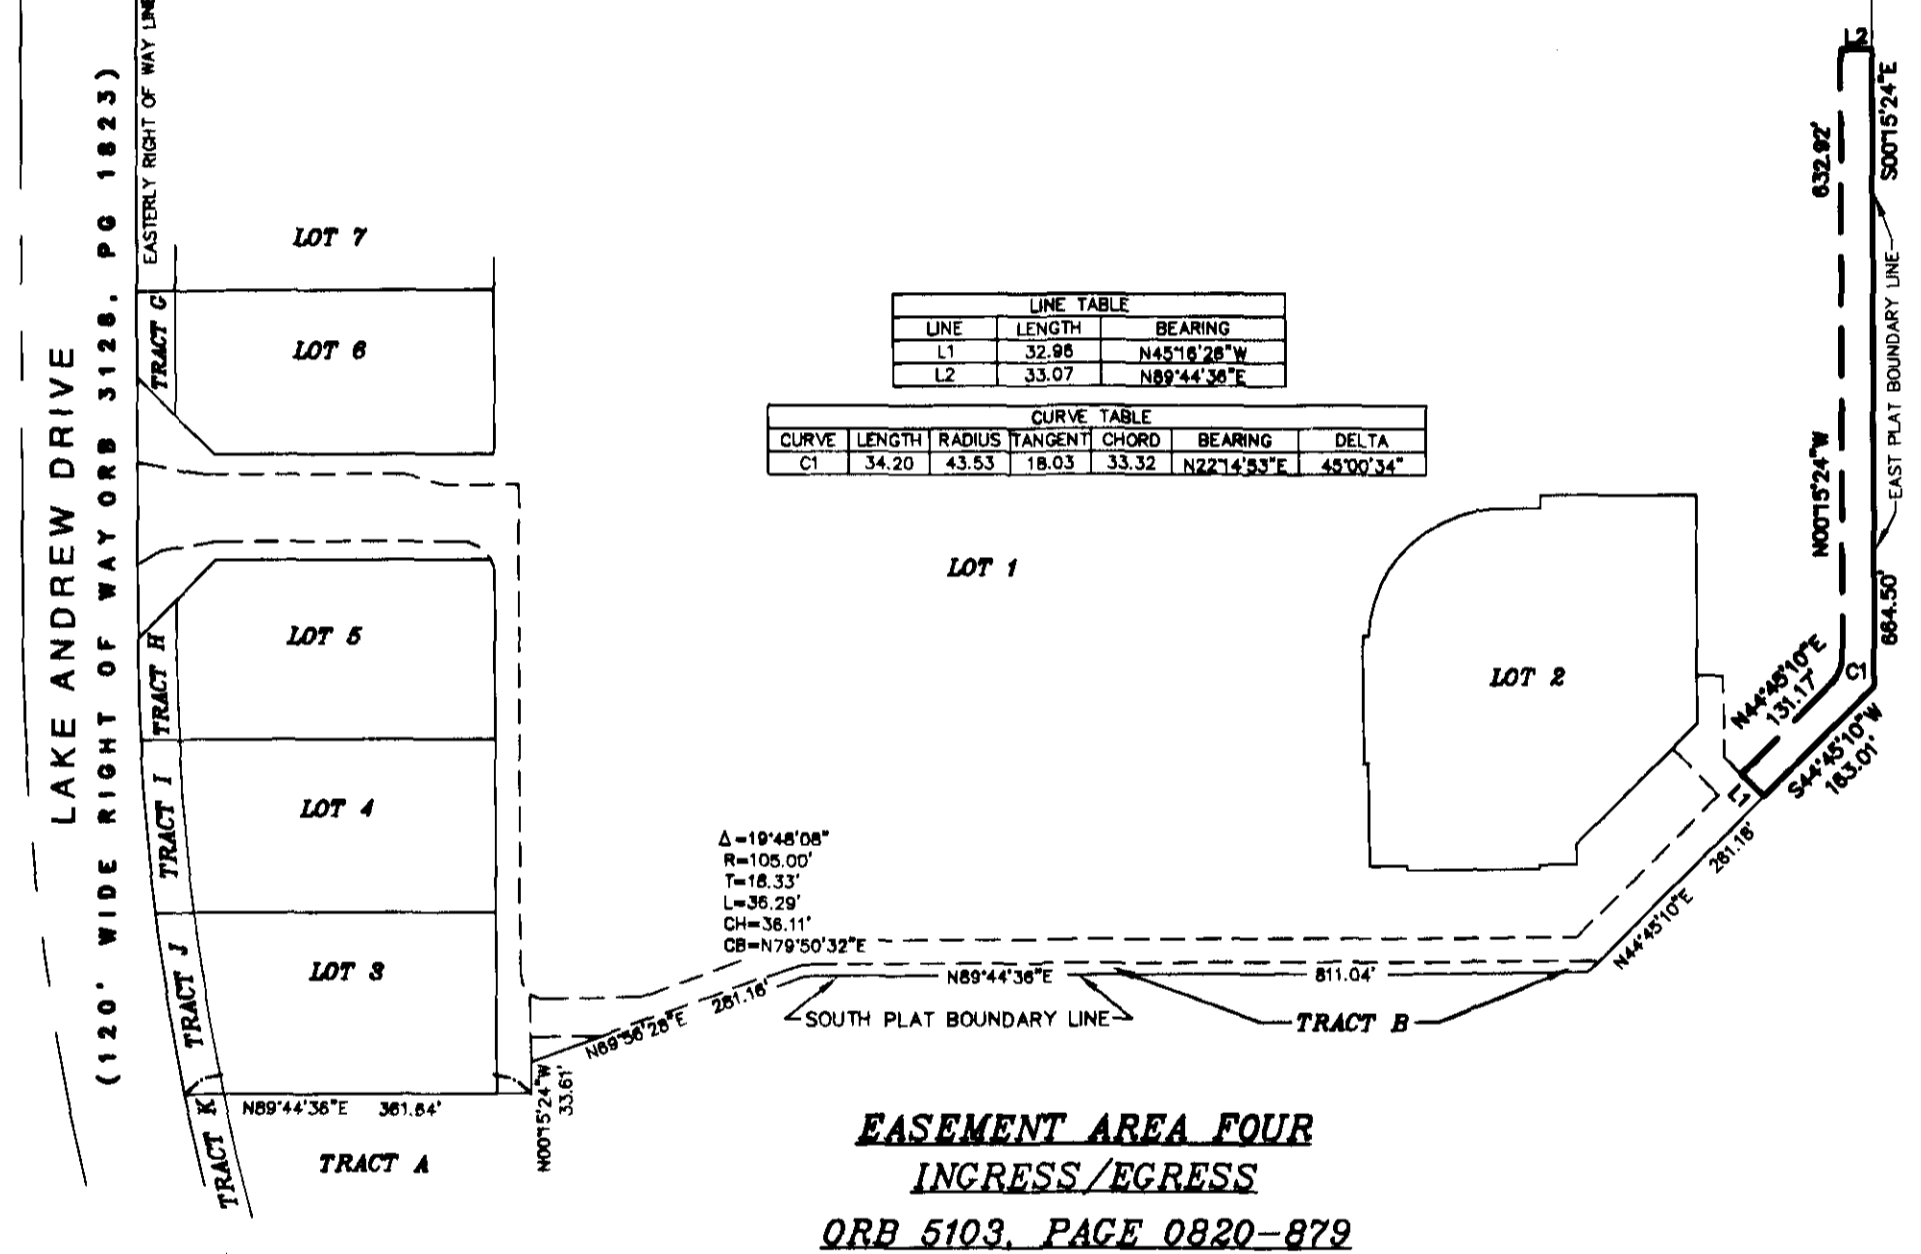 EASTERLY RIGHT OF WAY LINE
LAKE ANDREW DRIVE
(120' WIDE RIGHT OF WAY ORB 3128, PG 1823)
LOT 7
TRACT G
LOT 6
LOT 5
TRACT H
TRACT I
LOT 4
TRACT J
LOT 3
TRACT K
N89°44'36"E 361.64'
TRACT A
N00°15'24"W
33.61'
LINE TABLE
LINE LENGTH BEARING
L1 32.96 N45°16'26"W
L2 33.07 N89°44'36"E
CURVE TABLE
CURVE LENGTH RADIUS TANGENT CHORD BEARING DELTA
C1 34.20 43.53 18.03 33.32 N22°14'53"E 45°00'34"
LOT 1
LOT 2
Δ=19°48'08"
R=105.00'
T=18.33'
L=36.29'
CH=36.11'
CB=N79°50'32"E
N69°56'28"E 261.16'
N89°44'36"E 811.04'
SOUTH PLAT BOUNDARY LINE
TRACT B
N44°45'10"E 261.18'
L1
S44°45'10"W
163.01'
N44°45'10"E
131.17'
C1
N00°15'24"W 632.92'
L2
S00°15'24"E 664.50'
EAST PLAT BOUNDARY LINE
EASEMENT AREA FOUR
INGRESS/EGRESS
ORB 5103, PAGE 0820-879